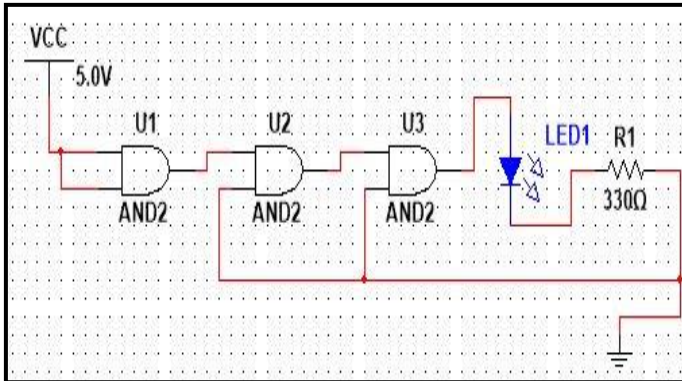 VCC
5.0V
U1
U2
U3
LED1
R1
AND2
AND2
AND2
330Ω